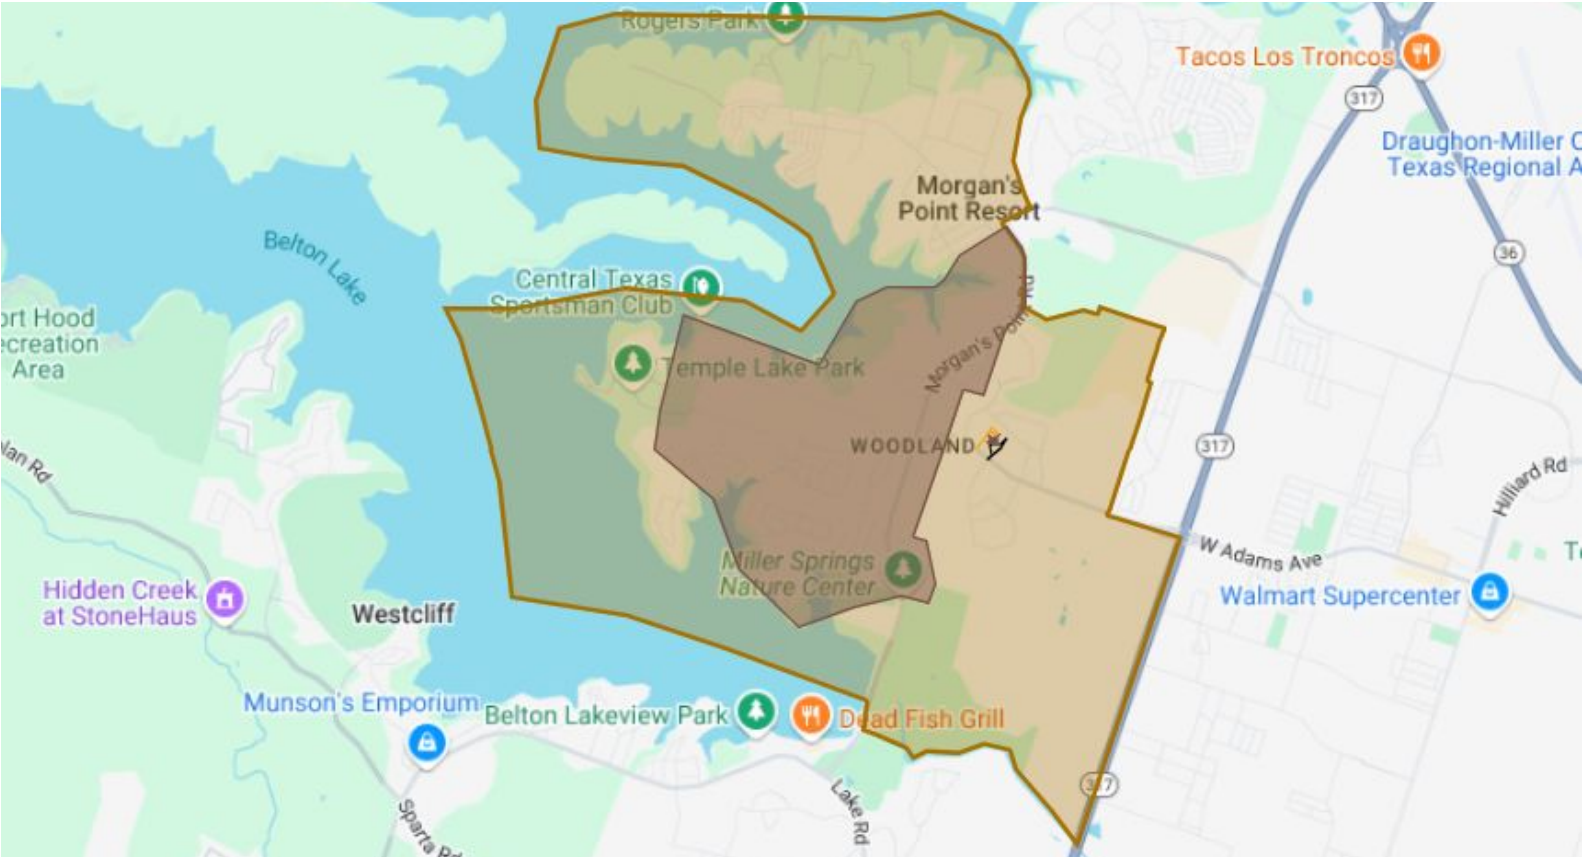 Rogers Park
Tacos Los Troncos
317
Draughon-Miller C
Texas Regional A
Morgan's
Point Resort
36
Belton Lake
Central Texas
Sportsman Club
ort Hood
ecreation
Area
Morgan's Point Rd
Temple Lake Park
WOODLAND
317
lan Rd
Hilliard Rd
W Adams Ave
Miller Springs
Nature Center
Hidden Creek
at StoneHaus
Westcliff
Walmart Supercenter
Te
Munson's Emporium
Belton Lakeview Park
Dead Fish Grill
317
Lake Rd
Sparta Rd